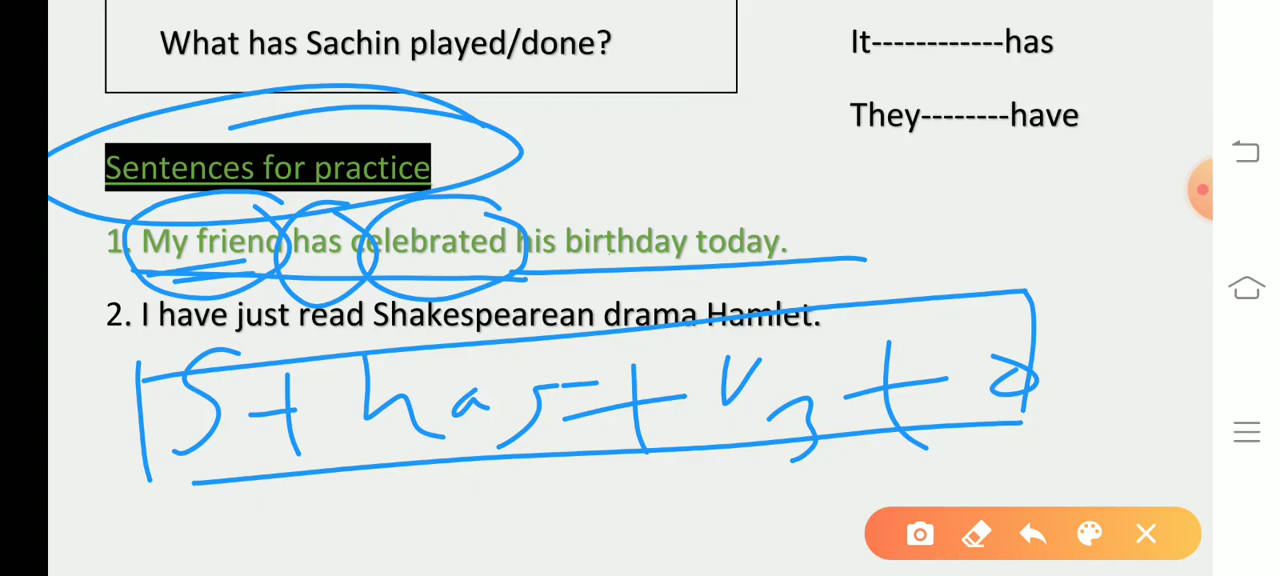 What has Sachin played/done?
It------------has
They--------have
Sentences for practice
1. My friend has celebrated his birthday today.
2. I have just read Shakespearean drama Hamlet.
S+has+V3+o